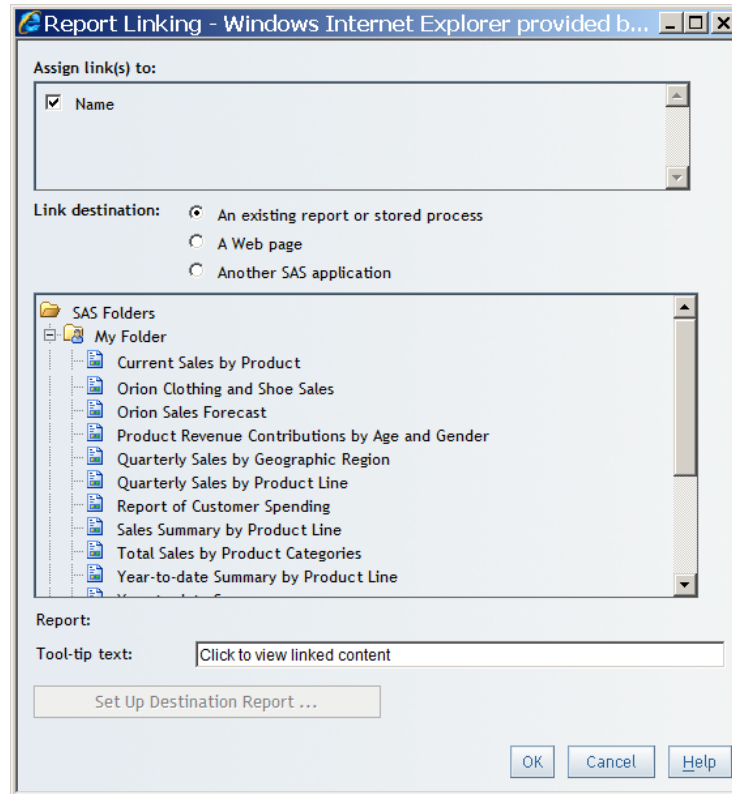 Report Linking - Windows Internet Explorer provided b...
Assign link(s) to:
Name
Link destination:
An existing report or stored process
A Web page
Another SAS application
SAS Folders
My Folder
Current Sales by Product
Orion Clothing and Shoe Sales
Orion Sales Forecast
Product Revenue Contributions by Age and Gender
Quarterly Sales by Geographic Region
Quarterly Sales by Product Line
Report of Customer Spending
Sales Summary by Product Line
Total Sales by Product Categories
Year-to-date Summary by Product Line
Report:
Tool-tip text:
Click to view linked content
Set Up Destination Report ...
OK
Cancel
Help